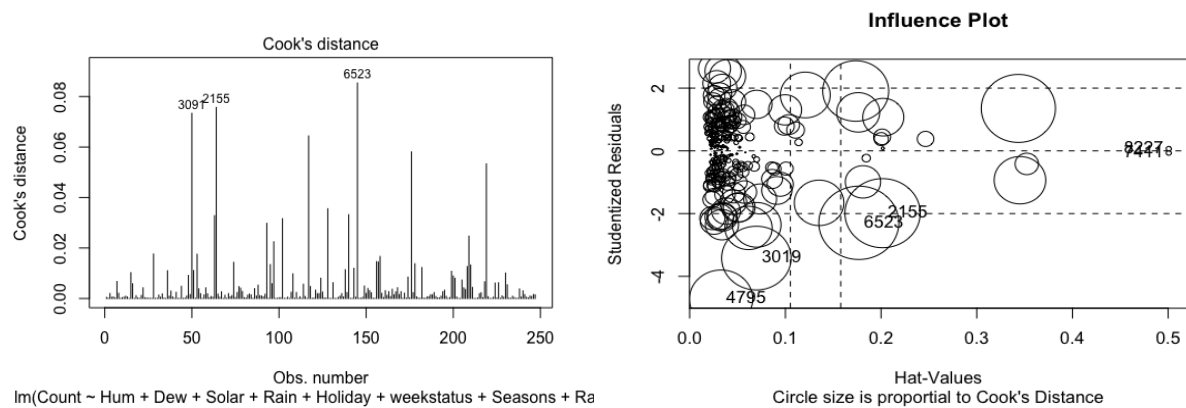 Cook's distance
6523
2155
3091
0.08
0.06
0.04
0.02
0.00
Cook's distance
0 50 100 150 200 250
Obs. number
lm(Count ~ Hum + Dew + Solar + Rain + Holiday + weekstatus + Seasons + Ra
Influence Plot
2
0
-2
-4
Studentized Residuals
8227
2155
6523
3019
4795
0.0 0.1 0.2 0.3 0.4 0.5
Hat-Values
Circle size is proportial to Cook's Distance